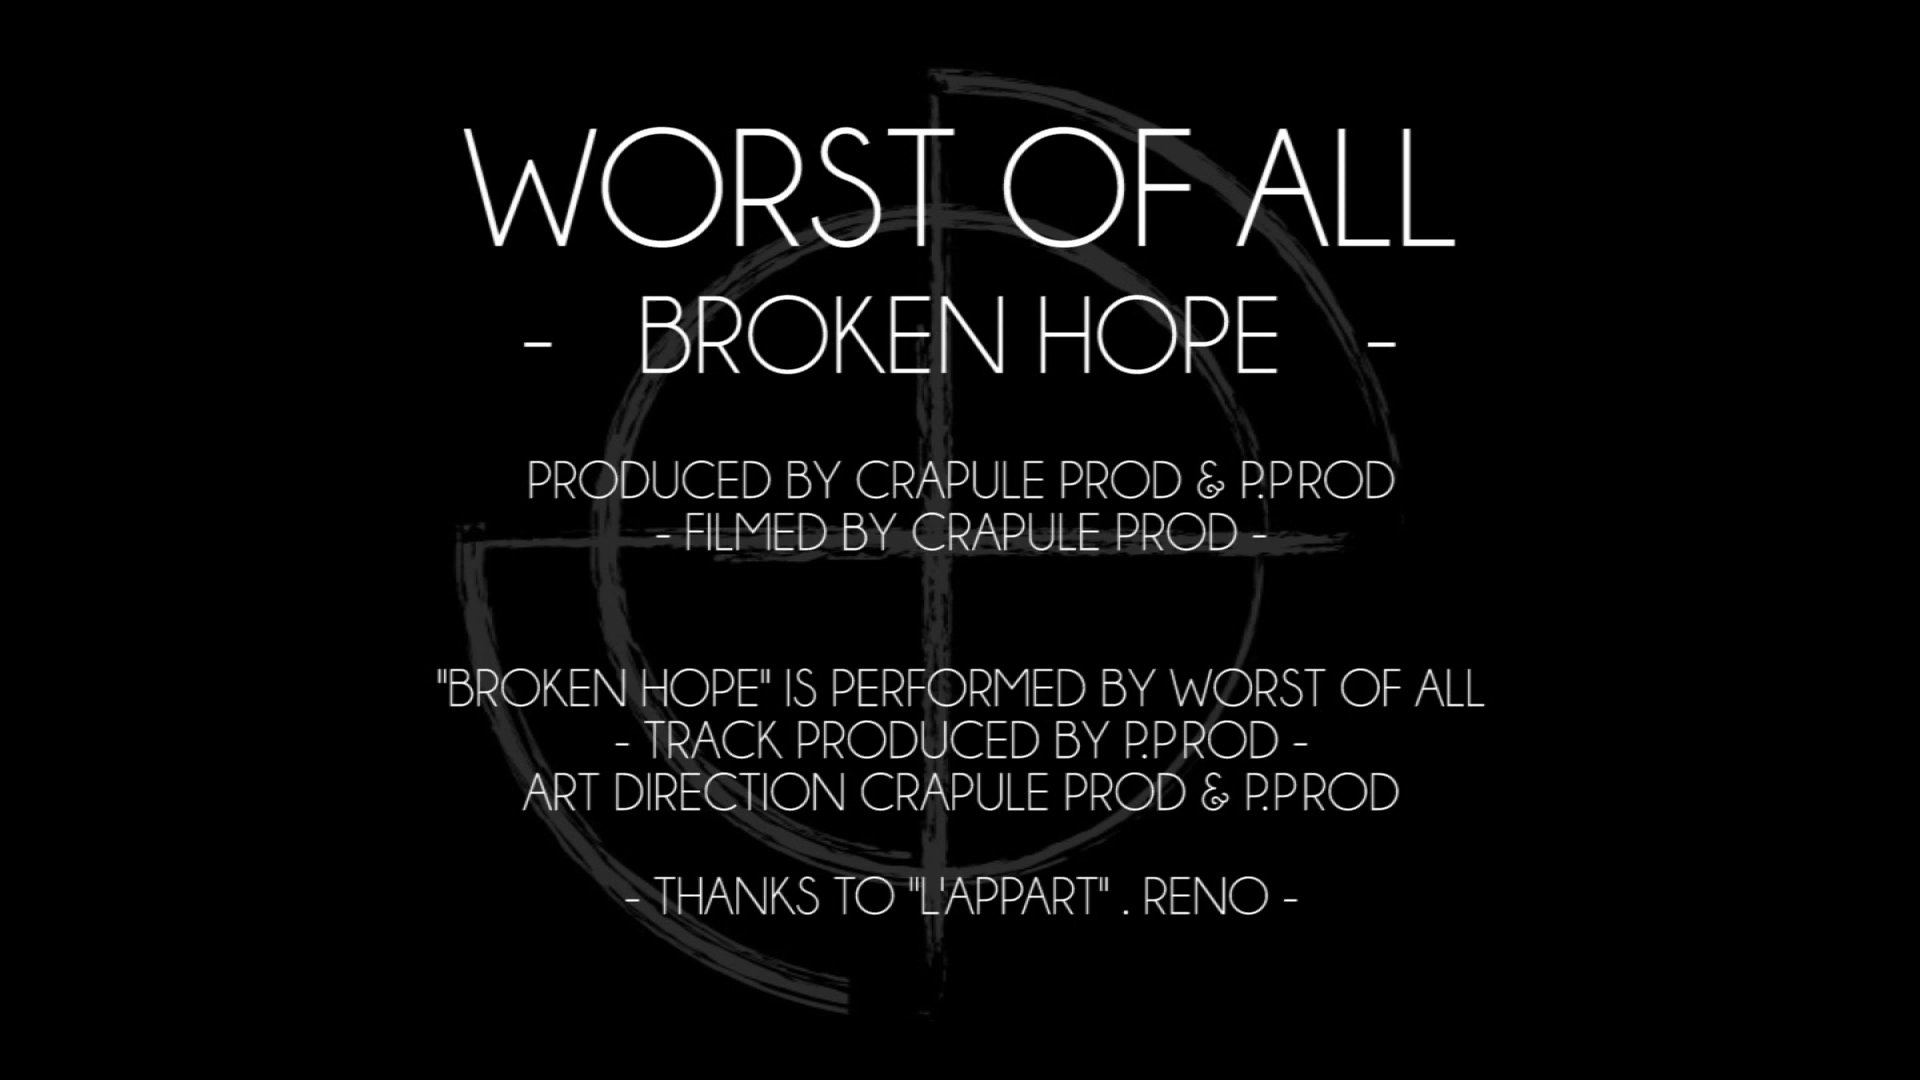 WORST OF ALL
- BROKEN HOPE -
PRODUCED BY CRAPULE PROD & P.PROD
- FILMED BY CRAPULE PROD -
"BROKEN HOPE" IS PERFORMED BY WORST OF ALL
- TRACK PRODUCED BY P.PROD -
ART DIRECTION CRAPULE PROD & P.PROD
- THANKS TO "L'APPART" . RENO -